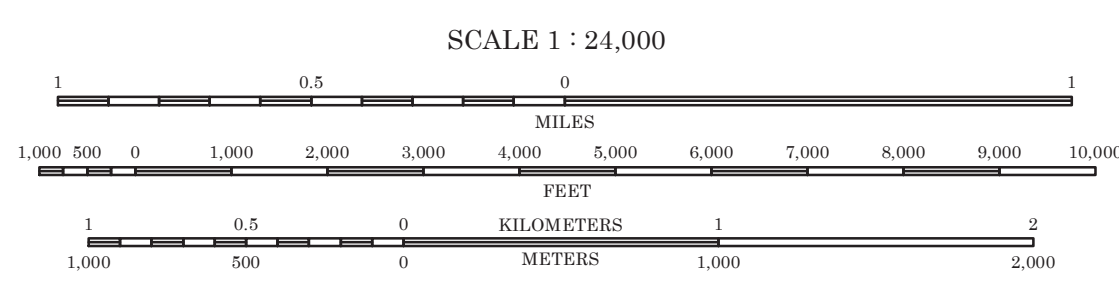 SCALE 1 : 24,000
1 0.5 0 1
MILES
1,000 500 0 1,000 2,000 3,000 4,000 5,000 6,000 7,000 8,000 9,000 10,000
FEET
1 0.5 0 KILOMETERS 1 2
1,000 500 0 METERS 1,000 2,000